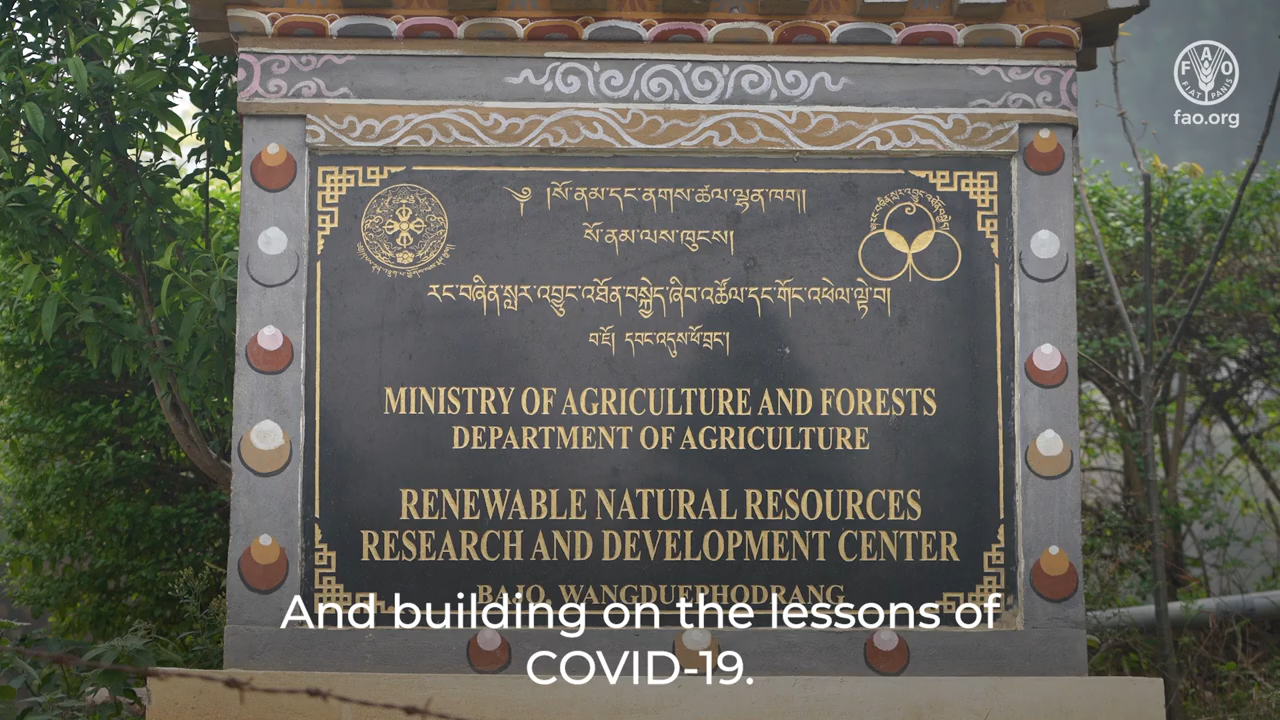 ༄ །སོ་ནམ་དང་ནགས་ཚལ་ལྷན་ཁག།
སོ་ནམ་ལས་ཁུངས།
རང་བཞིན་སླར་འབྱུང་འཐོན་བསྐྱེད་ཞིབ་འཚོལ་དང་གོང་འཕེལ་ལྟེ་བ།
བ་ཇོ། དབང་འདུས་ཕོ་བྲང་།
MINISTRY OF AGRICULTURE AND FORESTS
DEPARTMENT OF AGRICULTURE
RENEWABLE NATURAL RESOURCES
RESEARCH AND DEVELOPMENT CENTER
BAJO, WANGDUEPHODRANG
And building on the lessons of
COVID-19.
FAO
FIAT PANIS
fao.org